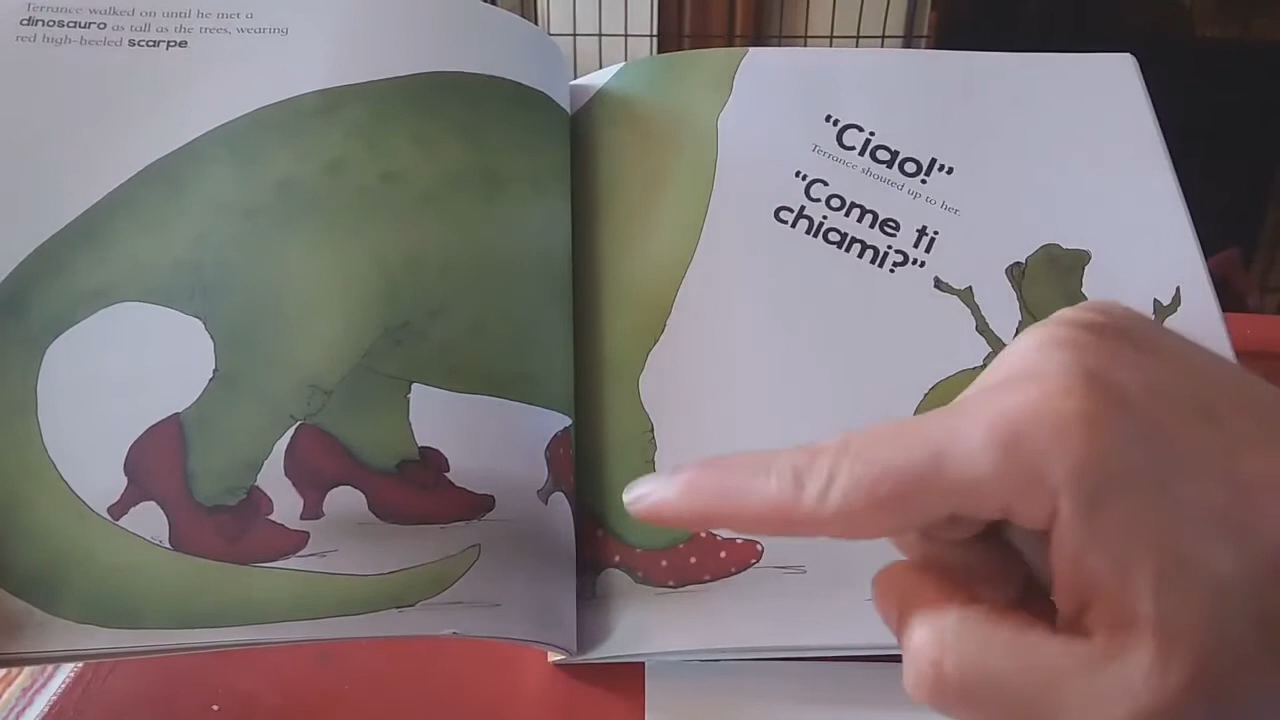 Terrance walked on until he met a
dinosauro as tall as the trees, wearing
red high-heeled scarpe
“Ciao!”
Terrance shouted up to her.
“Come ti
chiami?”